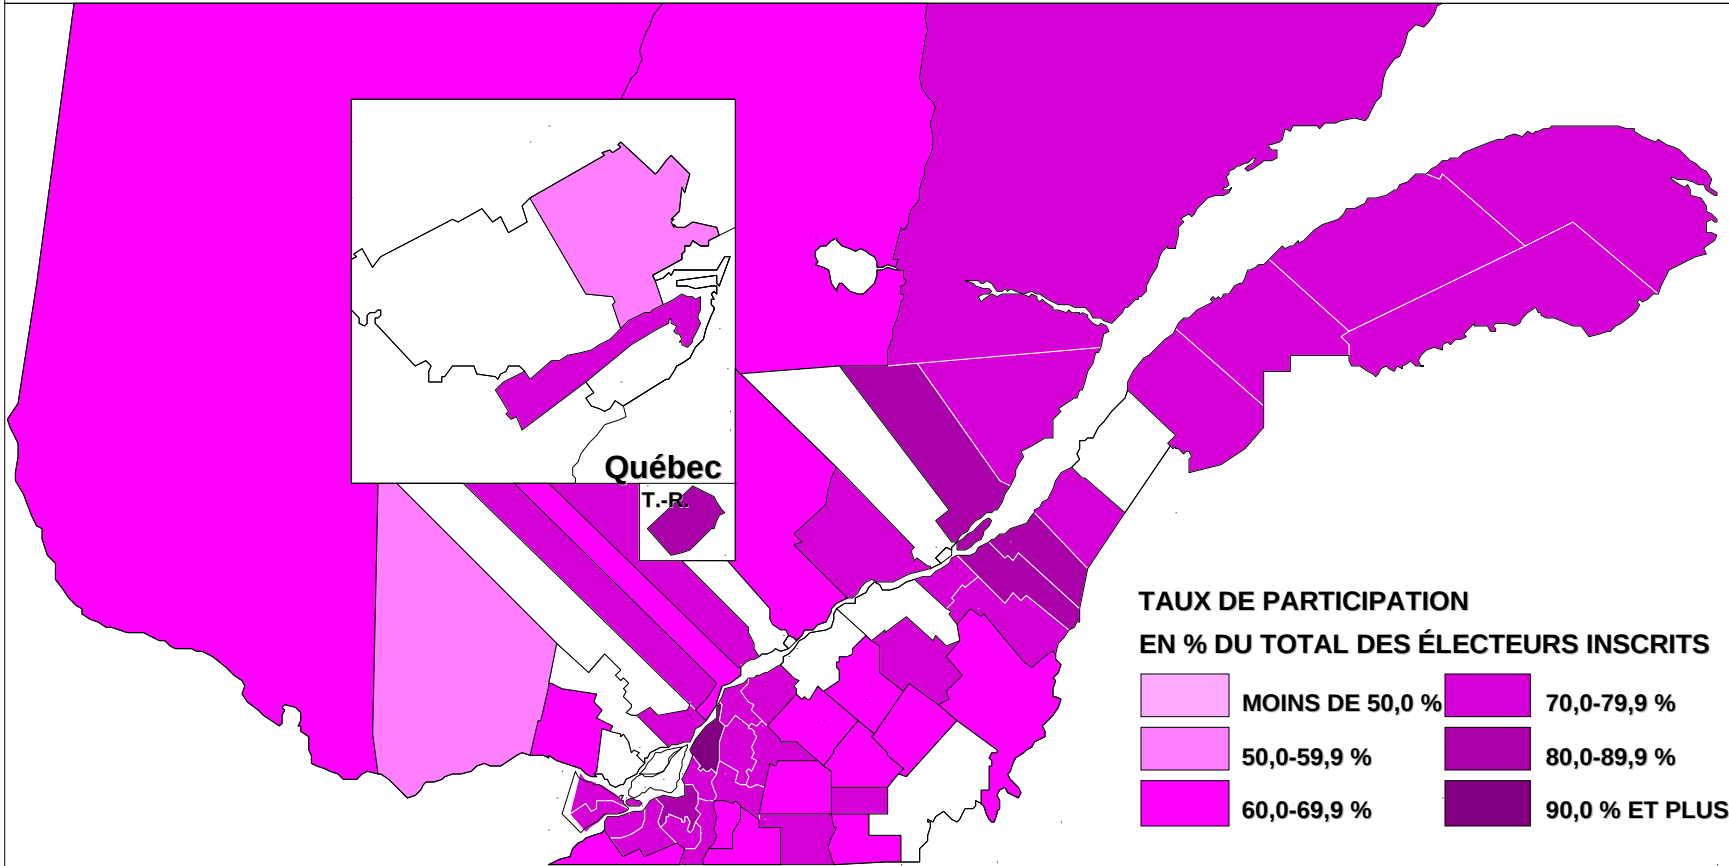 Québec
T.-R.
TAUX DE PARTICIPATION
EN % DU TOTAL DES ÉLECTEURS INSCRITS
MOINS DE 50,0 %
70,0-79,9 %
50,0-59,9 %
80,0-89,9 %
60,0-69,9 %
90,0 % ET PLUS